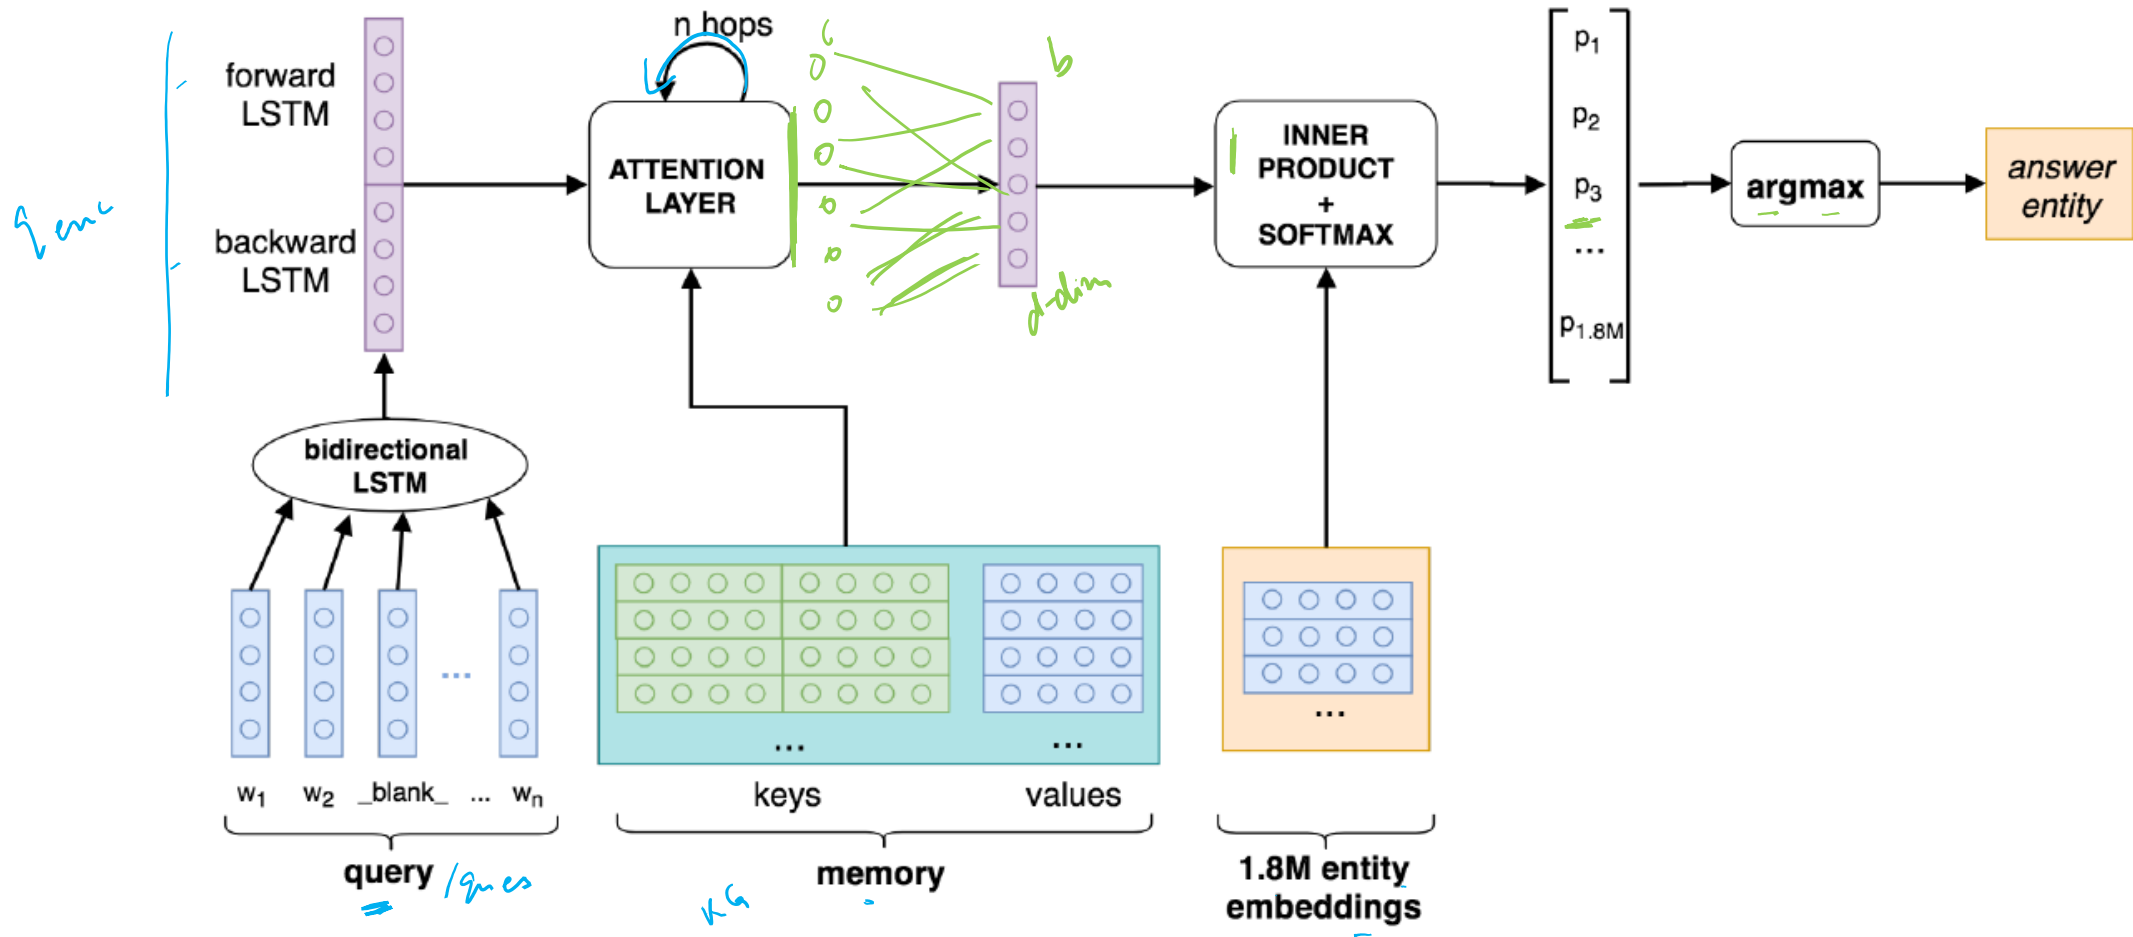 n hops
forward
LSTM
backward
LSTM
q enc
ATTENTION
LAYER
c
b
d-dim
INNER
PRODUCT
+
SOFTMAX
p1
p2
p3
...
p1.8M
argmax
answer
entity
bidirectional
LSTM
...
w1 w2 _blank_ ... wn
query /ques
... ...
keys values
memory
KG
...
1.8M entity
embeddings